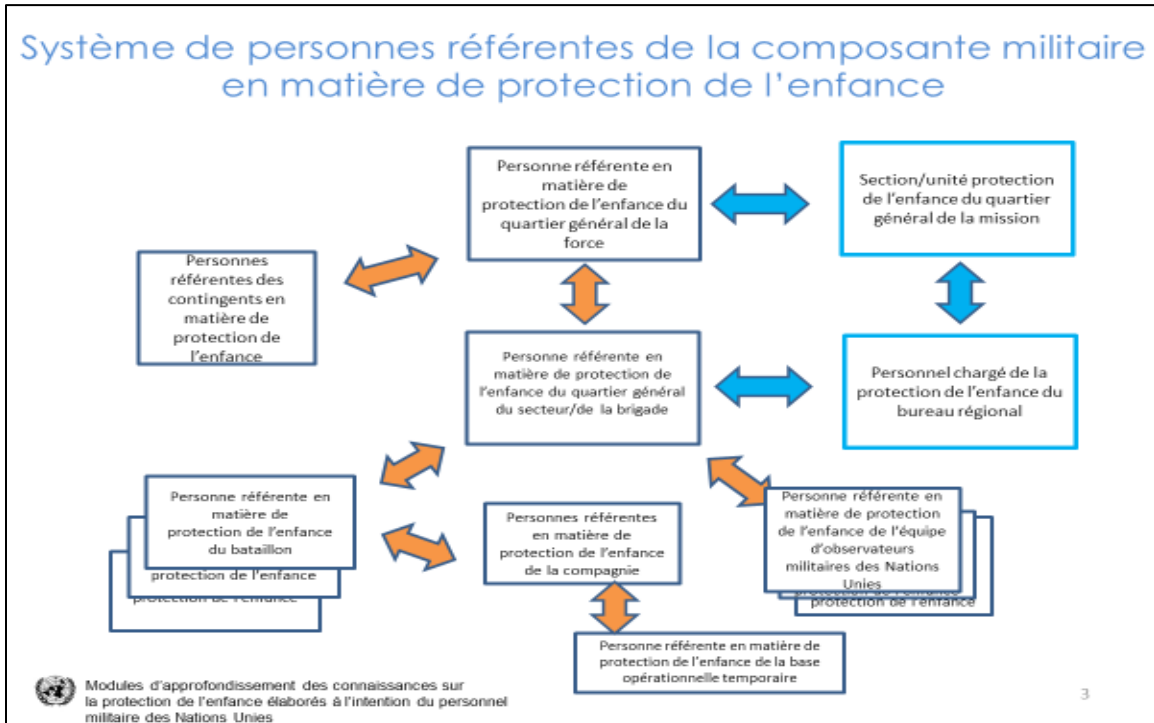 Système de personnes référentes de la composante militaire
en matière de protection de l'enfance
Personne référente en
matière de
protection de l'enfance du
quartier général de la
force
Section/unité protection
de l'enfance du quartier
général de la mission
Personnes
référentes des
contingents en
matière de
protection de
l'enfance
Personne référente en
matière de protection de
l'enfance du quartier général
du secteur/de la brigade
Personnel chargé de la
protection de l'enfance du
bureau régional
Personne référente en
matière de
protection de l'enfance
du bataillon
protection de l'enfance
protection de l'enfance
Personnes référentes
en matière de
protection de l'enfance
de la compagnie
Personne référente en
matière de protection
de l'enfance de l'équipe
d'observateurs
militaires des Nations
Unies
protection de l'enfance
protection de l'enfance
Personne référente en matière de
protection de l'enfance de la base
opérationnelle temporaire
Modules d'approfondissement des connaissances sur
la protection de l'enfance élaborés à l'intention du personnel
militaire des Nations Unies
3